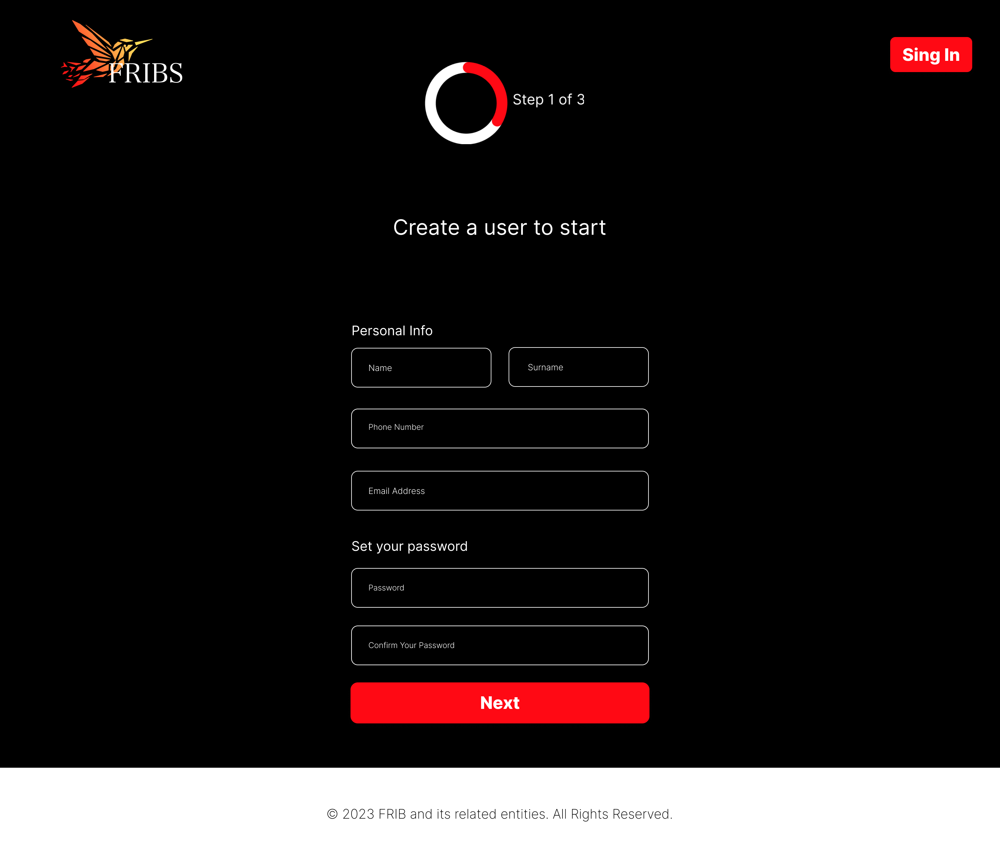 FRIBS
Sing In
Step 1 of 3
Create a user to start
Personal Info
Name
Surname
Phone Number
Email Address
Set your password
Password
Confirm Your Password
Next
© 2023 FRIB and its related entities. All Rights Reserved.